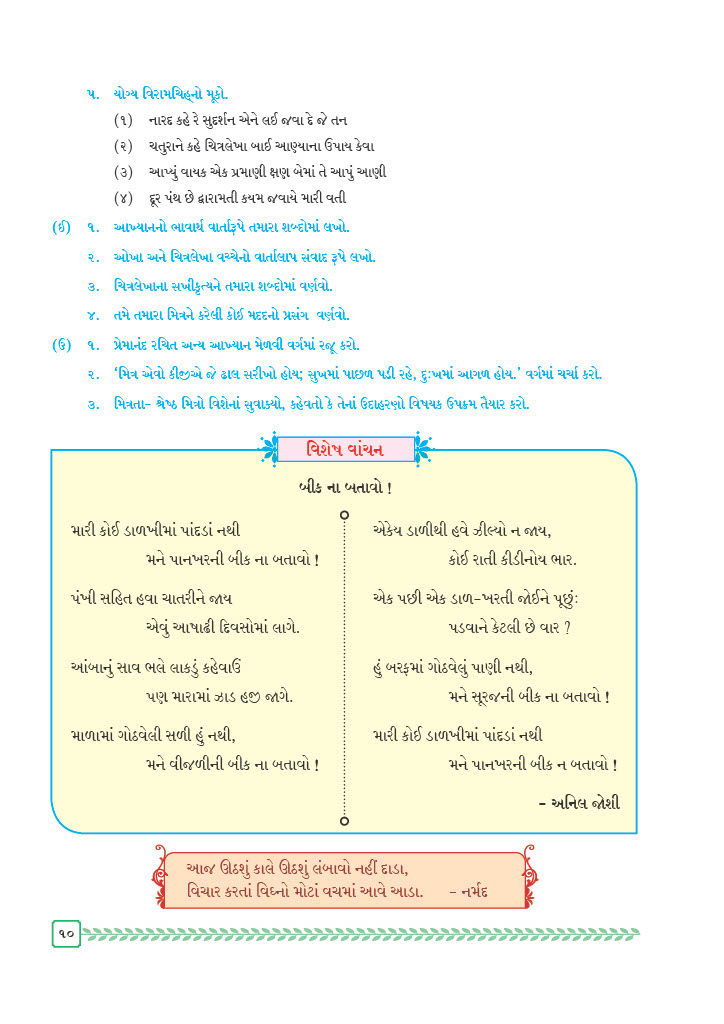 ૫. યોગ્ય વિરામચિહ્નો મૂકો.
(૧) નારદ કહે રે સુદર્શન એને લઈ જવા દે જે તન
(૨) ચતુરાને કહે ચિત્રલેખા બાઈ આણ્યાના ઉપાય કેવા
(૩) આપ્યું વાયક એક પ્રમાણી ક્ષણ બેમાં તે આપું આણી
(૪) દૂર પંથ છે દ્વારામતી કયમ જવાયે મારી વતી
(ઈ) ૧. આખ્યાનનો ભાવાર્થ વાર્તારૂપે તમારા શબ્દોમાં લખો.
૨. ઓખા અને ચિત્રલેખા વચ્ચેનો વાર્તાલાપ સંવાદ રૂપે લખો.
૩. ચિત્રલેખાના સખીકૃત્યને તમારા શબ્દોમાં વર્ણવો.
૪. તમે તમારા મિત્રને કરેલી કોઈ મદદનો પ્રસંગ વર્ણવો.
(ઉ) ૧. પ્રેમાનંદ રચિત અન્ય આખ્યાન મેળવી વર્ગમાં રજૂ કરો.
૨. ‘મિત્ર એવો કીજીએ જે ઢાલ સરીખો હોય; સુખમાં પાછળ પડી રહે, દુઃખમાં આગળ હોય.’ વર્ગમાં ચર્ચા કરો.
૩. મિત્રતા- શ્રેષ્ઠ મિત્રો વિશેનાં સુવાક્યો, કહેવતો કે તેનાં ઉદાહરણો વિષયક ઉપક્રમ તૈયાર કરો.
વિશેષ વાંચન
બીક ના બતાવો !
મારી કોઈ ડાળખીમાં પાંદડાં નથી
મને પાનખરની બીક ના બતાવો !
પંખી સહિત હવા ચાતરીને જાય
એવું આષાઢી દિવસોમાં લાગે.
આંબાનું સાવ ભલે લાકડું કહેવાઉં
પણ મારામાં ઝાડ હજી જાગે.
માળામાં ગોઠવેલી સળી હું નથી,
મને વીજળીની બીક ના બતાવો !
એકેય ડાળીથી હવે ઝીલ્યો ન જાય,
કોઈ રાતી કીડીનોય ભાર.
એક પછી એક ડાળ-ખરતી જોઈને પૂછુંઃ
પડવાને કેટલી છે વાર ?
હું બરફમાં ગોઠવેલું પાણી નથી,
મને સૂરજની બીક ના બતાવો !
મારી કોઈ ડાળખીમાં પાંદડાં નથી
મને પાનખરની બીક ન બતાવો !
- અનિલ જોશી
આજ ઊઠશું કાલે ઊઠશું લંબાવો નહીં દાડા,
વિચાર કરતાં વિઘ્નો મોટાં વચમાં આવે આડા. - નર્મદ
૧૦